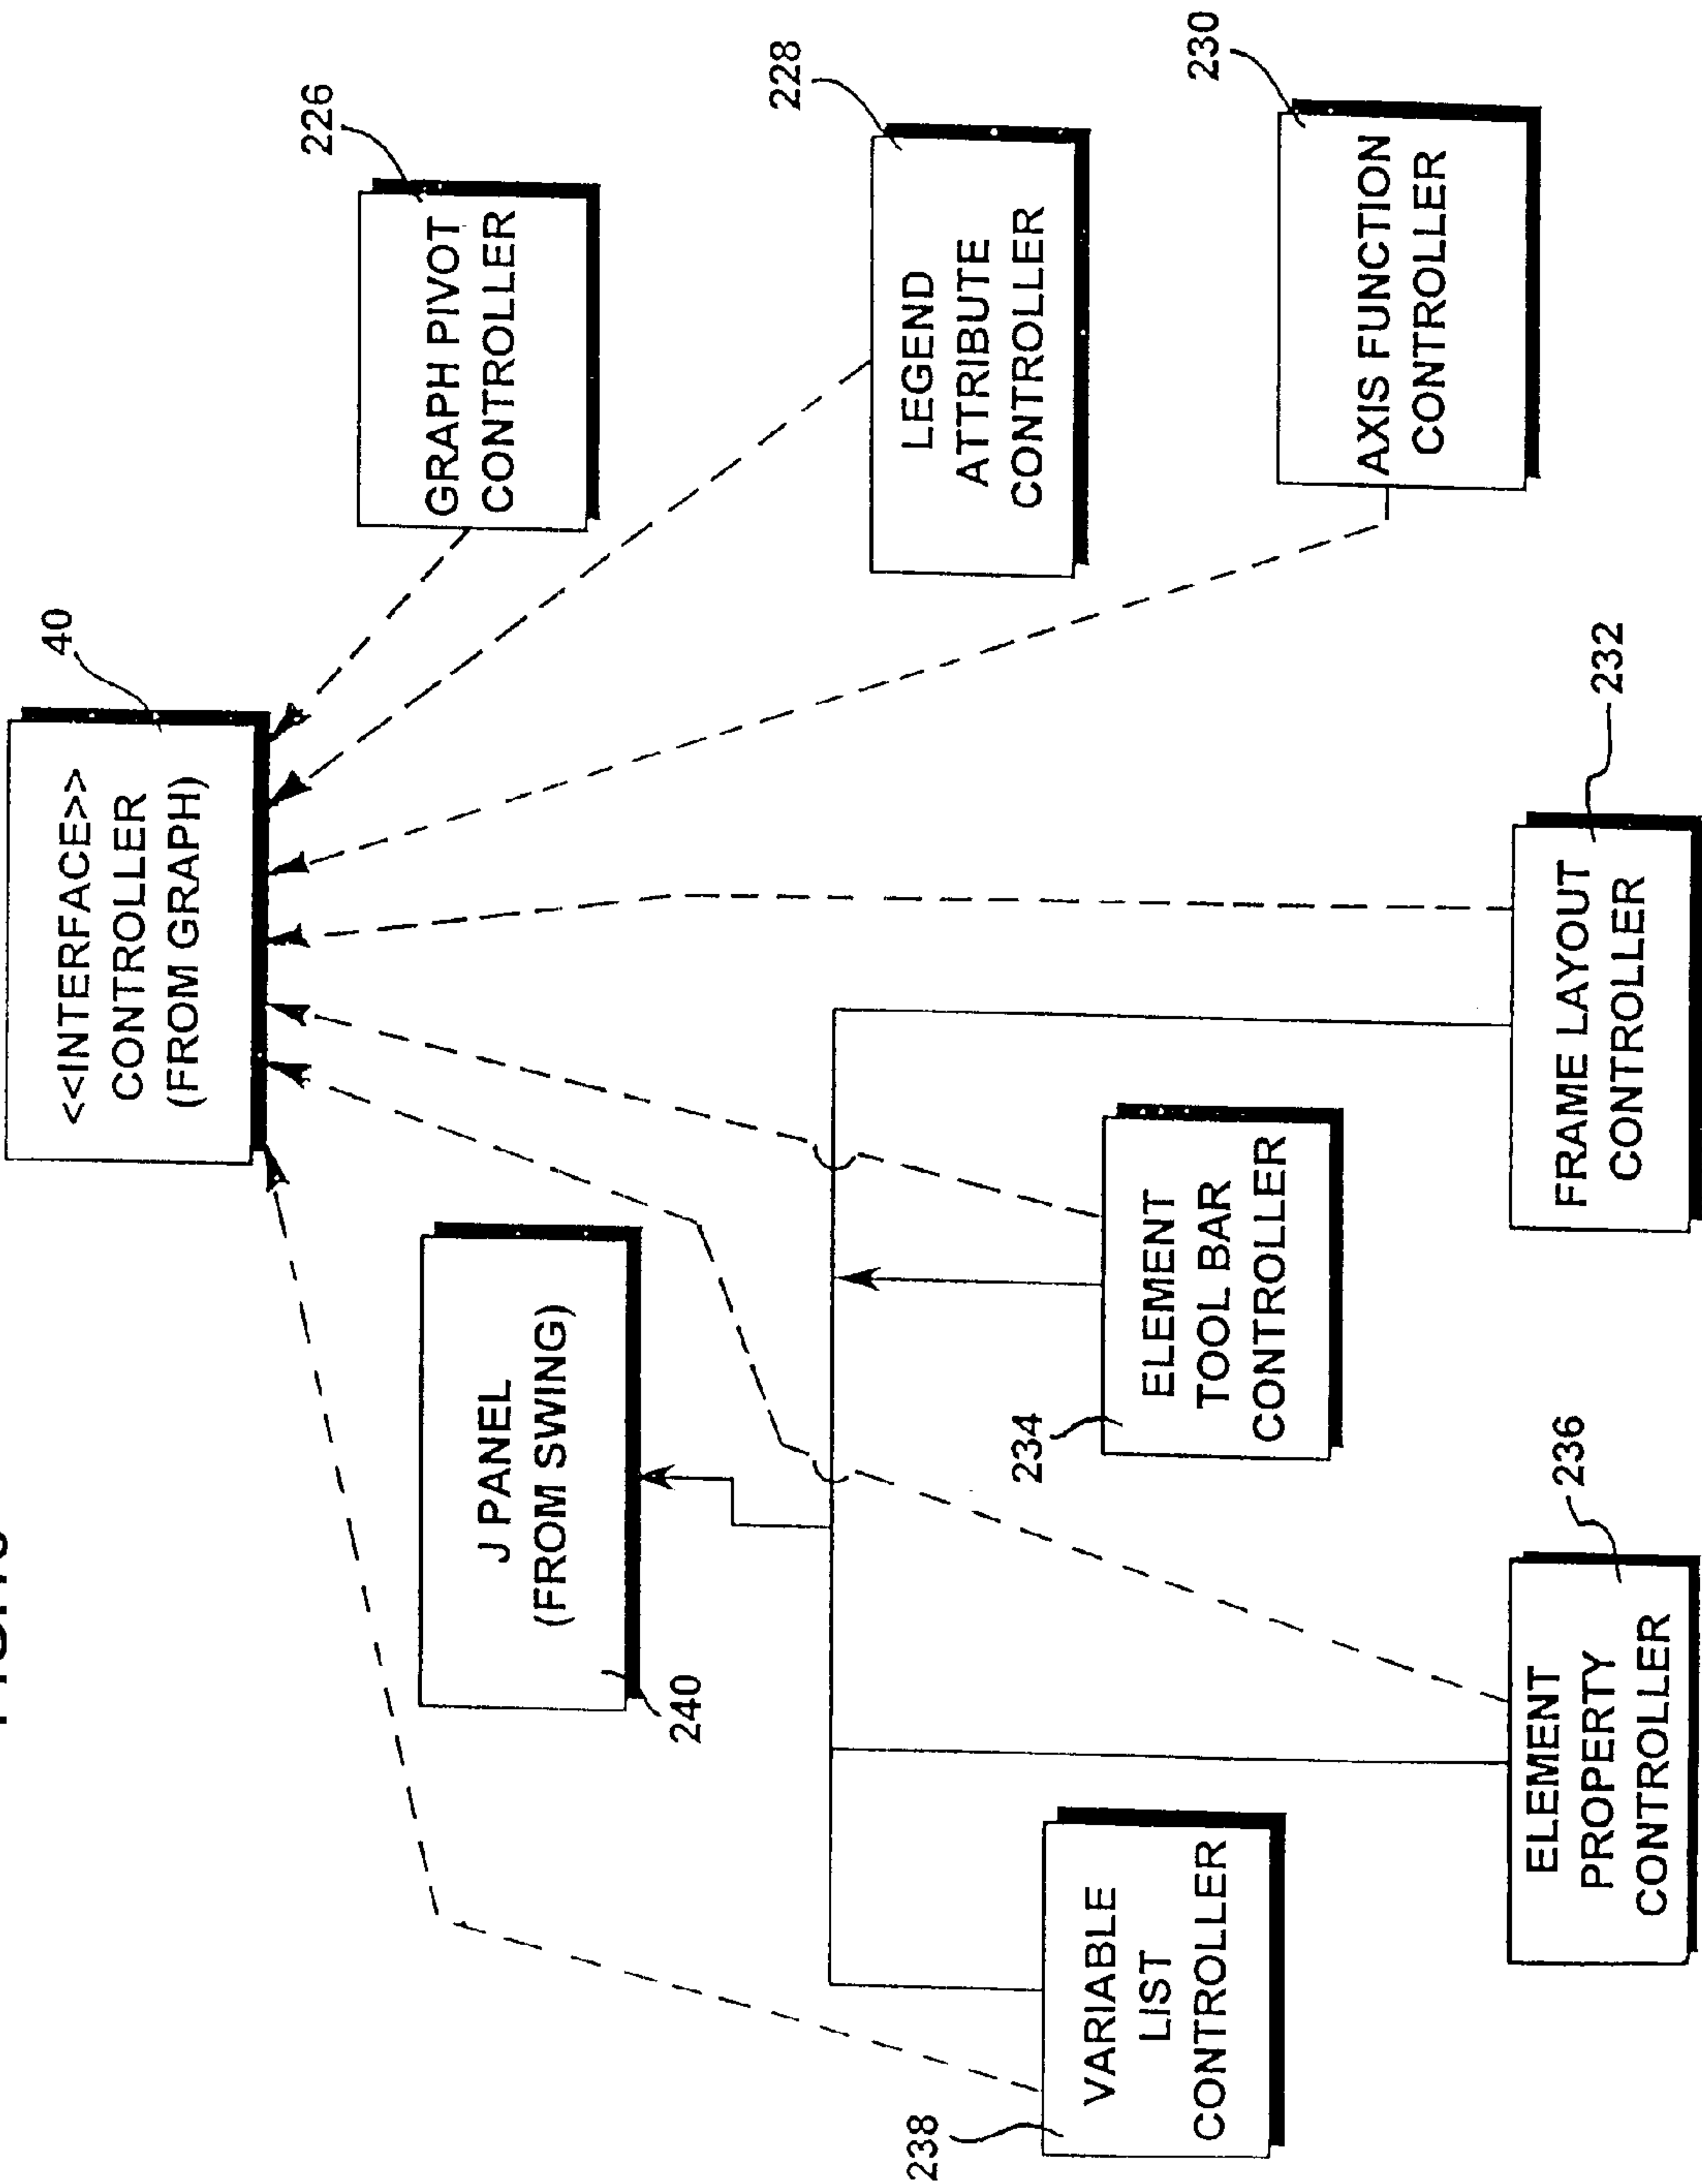 40
<<INTERFACE>>
CONTROLLER
(FROM GRAPH)
226
GRAPH PIVOT
CONTROLLER
J PANEL
(FROM SWING)
240
228
LEGEND
ATTRIBUTE
CONTROLLER
238
VARIABLE
LIST
CONTROLLER
234
ELEMENT
TOOL BAR
CONTROLLER
230
AXIS FUNCTION
CONTROLLER
236
ELEMENT
PROPERTY
CONTROLLER
232
FRAME LAYOUT
CONTROLLER